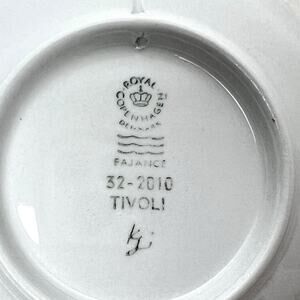 ROYAL
COPENHAGEN
DENMARK
FAJANCE
32-2010
TIVOLI